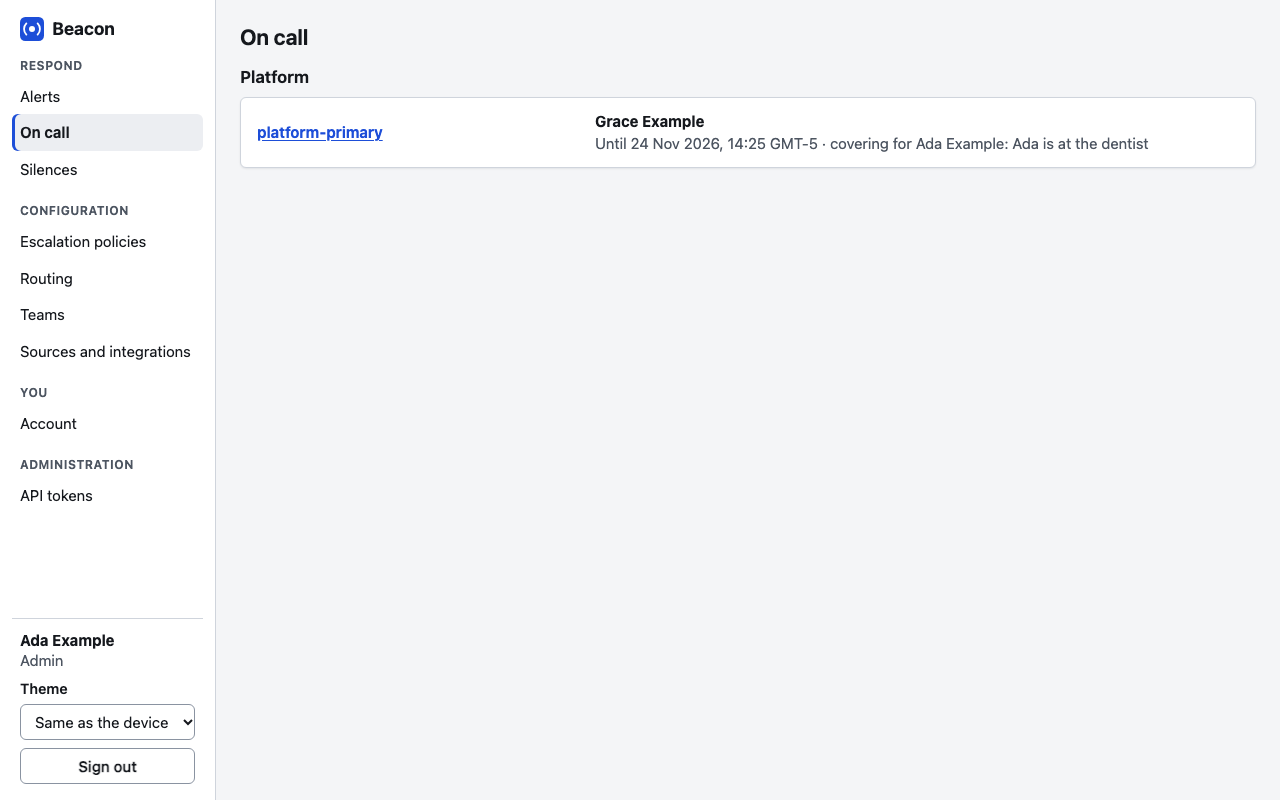 Beacon
RESPOND
Alerts
On call
Silences
CONFIGURATION
Escalation policies
Routing
Teams
Sources and integrations
YOU
Account
ADMINISTRATION
API tokens
Ada Example
Admin
Theme
Same as the device
Sign out
On call
Platform
platform-primary
Grace Example
Until 24 Nov 2026, 14:25 GMT-5 · covering for Ada Example: Ada is at the dentist